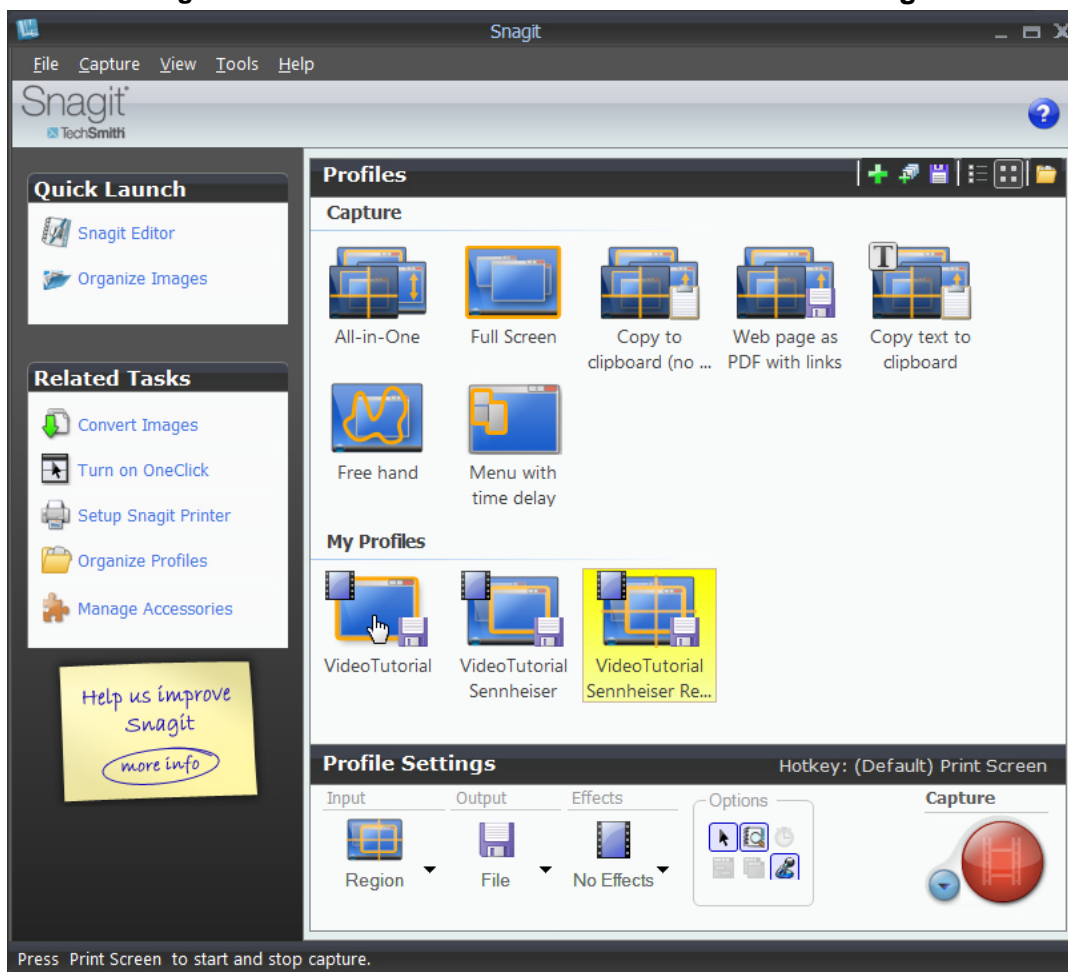 Snagit
File Capture View Tools Help
Snagit
TechSmith
Quick Launch
Snagit Editor
Organize Images
Related Tasks
Convert Images
Turn on OneClick
Setup Snagit Printer
Organize Profiles
Manage Accessories
Help us improve
Snagit
more info
Profiles
Capture
All-in-One
Full Screen
Copy to
clipboard (no ...
Web page as
PDF with links
Copy text to
clipboard
Free hand
Menu with
time delay
My Profiles
VideoTutorial
VideoTutorial
Sennheiser
VideoTutorial
Sennheiser Re...
Profile Settings
Hotkey: (Default) Print Screen
Input
Output
Effects
Options
Capture
Region
File
No Effects
Press Print Screen to start and stop capture.